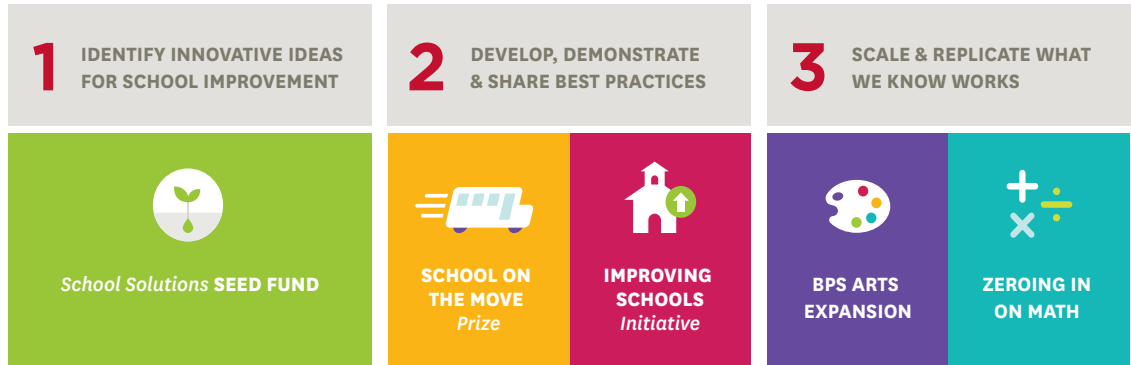 1
IDENTIFY INNOVATIVE IDEAS
FOR SCHOOL IMPROVEMENT
2
DEVELOP, DEMONSTRATE
& SHARE BEST PRACTICES
3
SCALE & REPLICATE WHAT
WE KNOW WORKS
School Solutions SEED FUND
SCHOOL ON
THE MOVE
Prize
IMPROVING
SCHOOLS
Initiative
BPS ARTS
EXPANSION
ZEROING IN
ON MATH